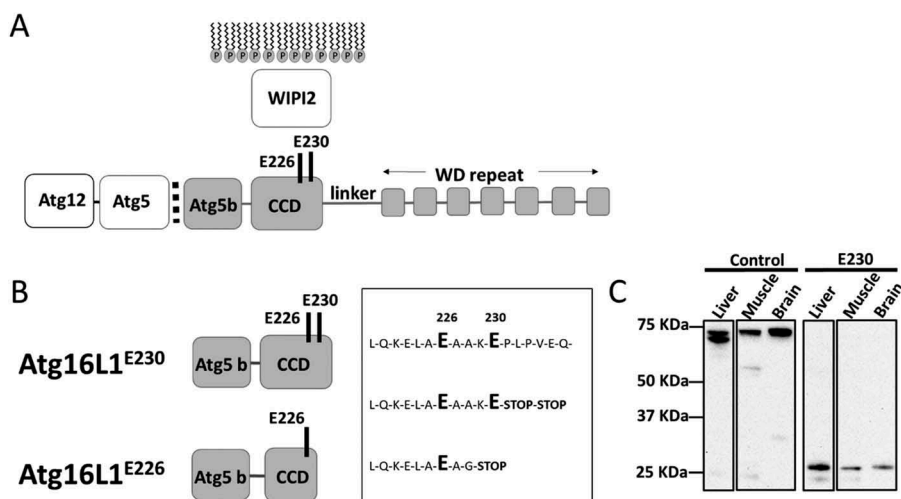 A
P P P P P P P P P P P P
WIPI2
E230
E226
WD repeat
linker
Atg12
Atg5
Atg5b
CCD
B
E230
E226
Atg16L1E230
Atg5 b
CCD
E226
Atg16L1E226
Atg5 b
CCD
226 230
L-Q-K-E-L-A-E-A-A-K-E-P-L-P-V-E-Q-
L-Q-K-E-L-A-E-A-A-K-E-STOP-STOP
L-Q-K-E-L-A-E-A-G-STOP
C
Control E230
Liver Muscle Brain Liver Muscle Brain
75 KDa
50 KDa
37 KDa
25 KDa